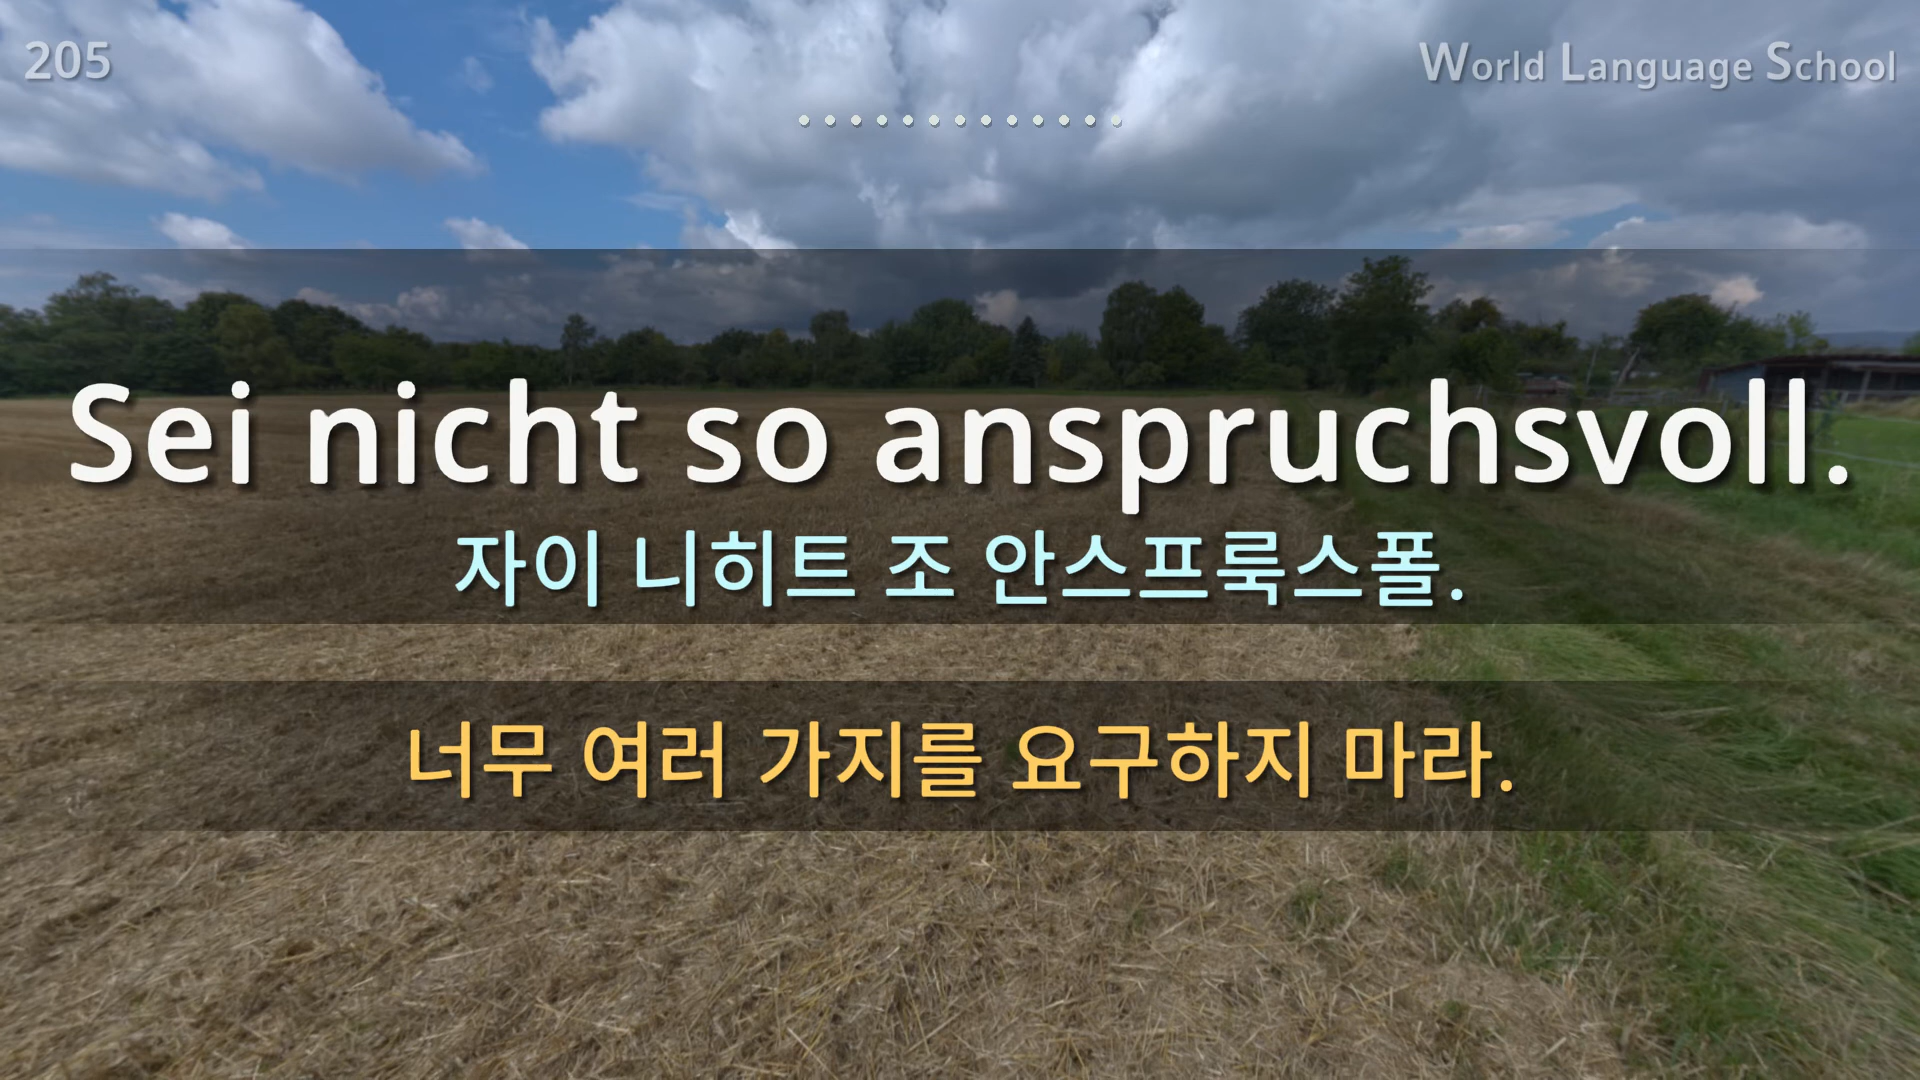 205
World Language School
Sei nicht so anspruchsvoll.
자이 니히트 조 안스프룩스폴.
너무 여러 가지를 요구하지 마라.